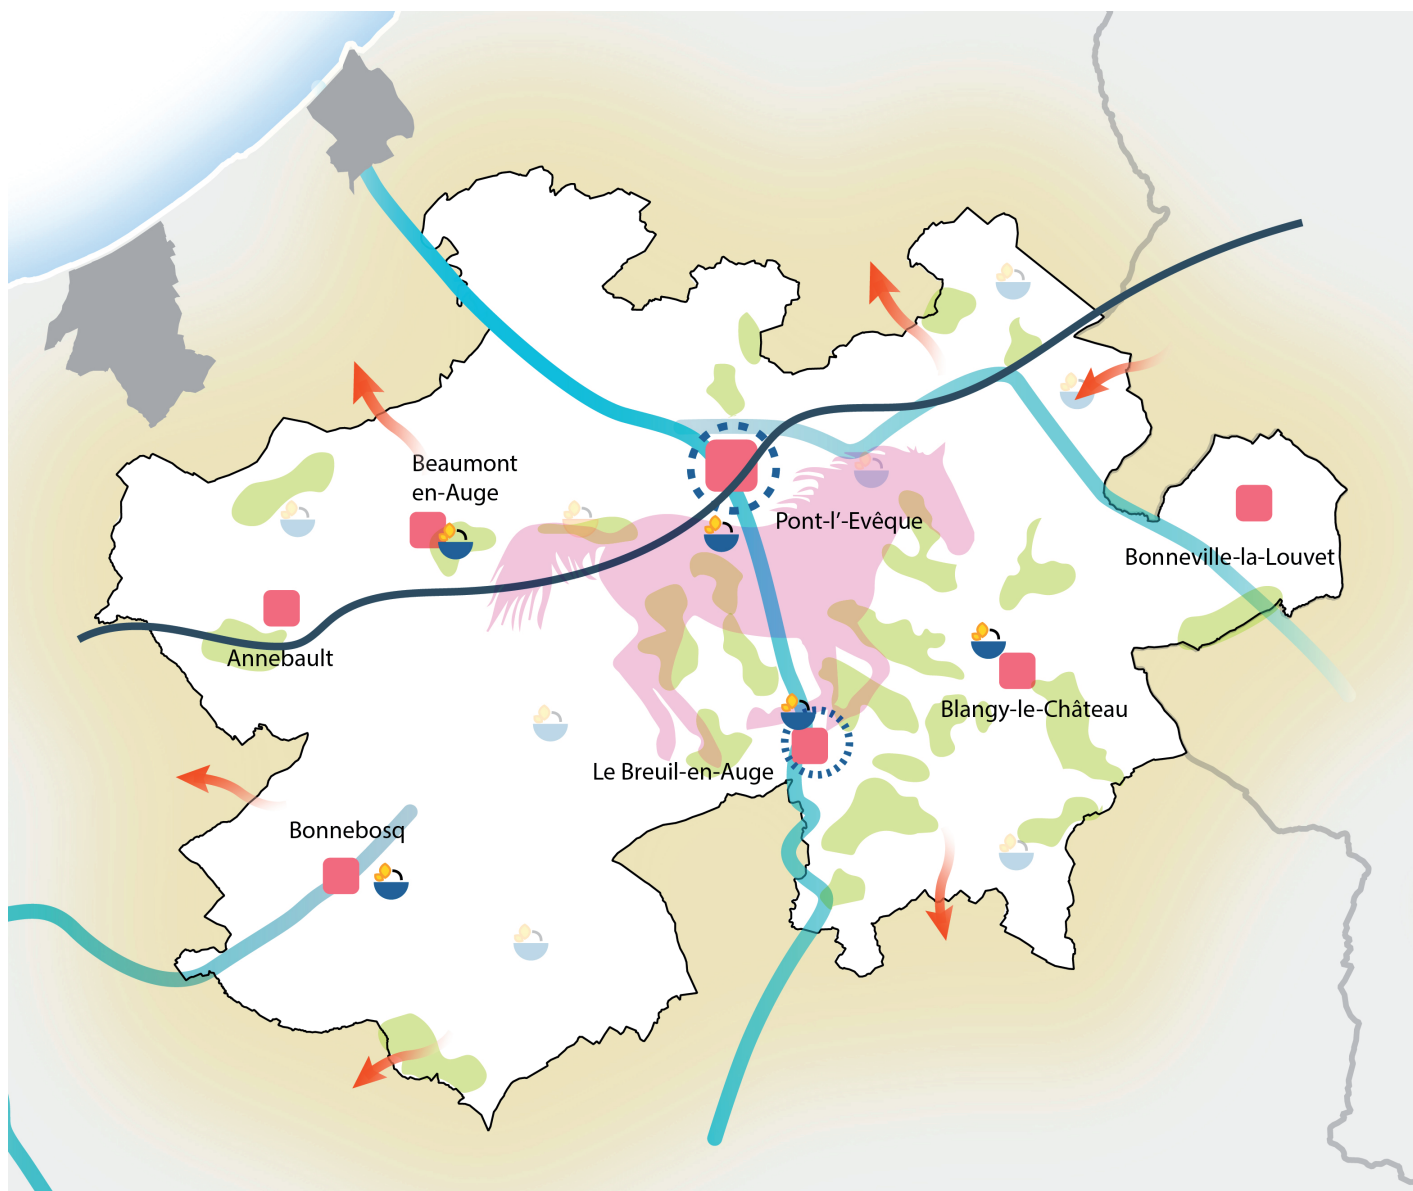 Beaumont
en-Auge
Pont-l’-Evêque
Bonneville-la-Louvet
Annebault
Blangy-le-Château
Le Breuil-en-Auge
Bonnebosq